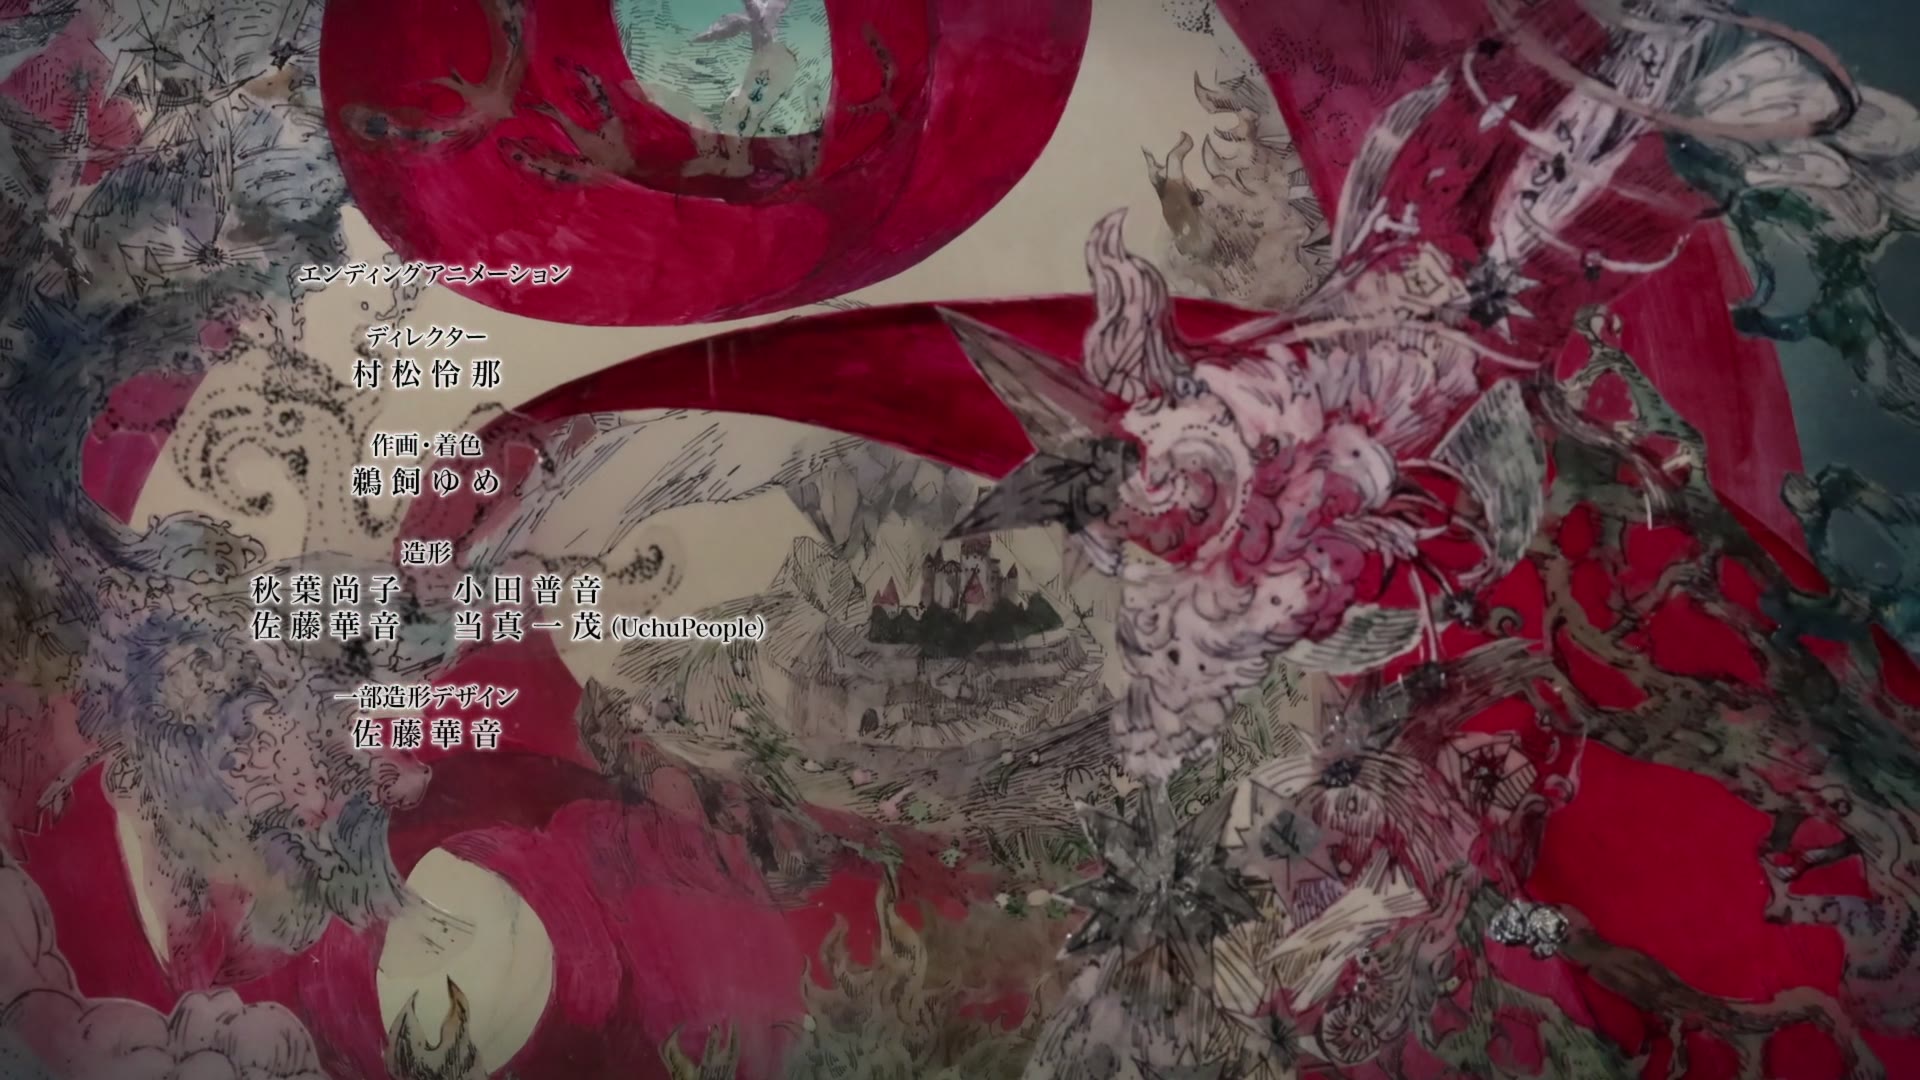 エンディングアニメーション
ディレクター
村松怜那
作画・着色
鵜飼ゆめ
造形
秋葉尚子 小田普音
佐藤華音 当真一茂(UchuPeople)
一部造形デザイン
佐藤華音